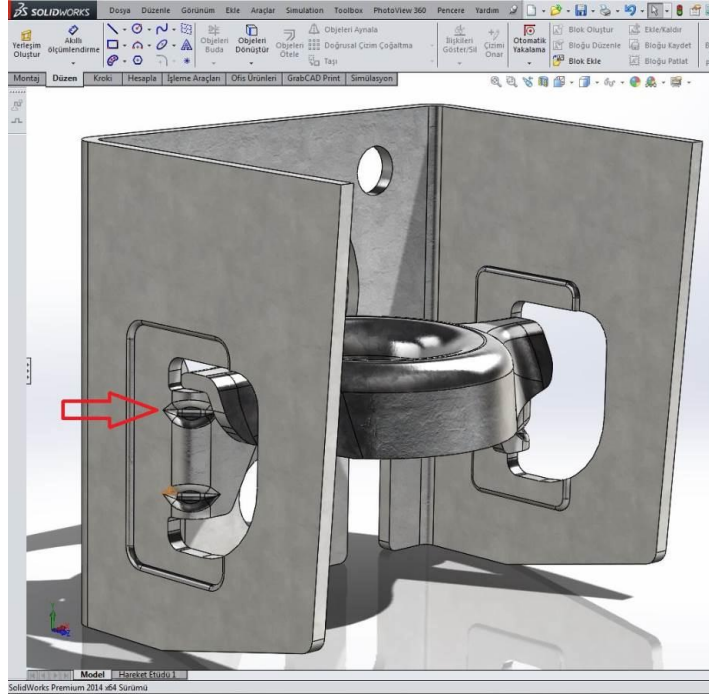 SOLIDWORKS Dosya Düzenle Görünüm Ekle Araçlar Simulation Toolbox PhotoView 360 Pencere Yardım
Yerleşim Oluştur
Akıllı ölçümlendirme
Objeleri Buda
Objeleri Dönüştür
Objeleri Ötele
Objeleri Aynala
Doğrusal Çizim Çoğaltma
Taşı
İlişkileri Göster/Sil
Çizimi Onar
Otomatik Yakalama
Blok Oluştur
Bloğu Düzenle
Blok Ekle
Ekle/Kaldır
Bloğu Kaydet
Bloğu Patlat
Montaj Düzen Kroki Hesapla İşleme Araçları Ofis Ürünleri GrabCAD Print Simülasyon
Model Hareket Etüdü 1
SolidWorks Premium 2014 x64 Sürümü